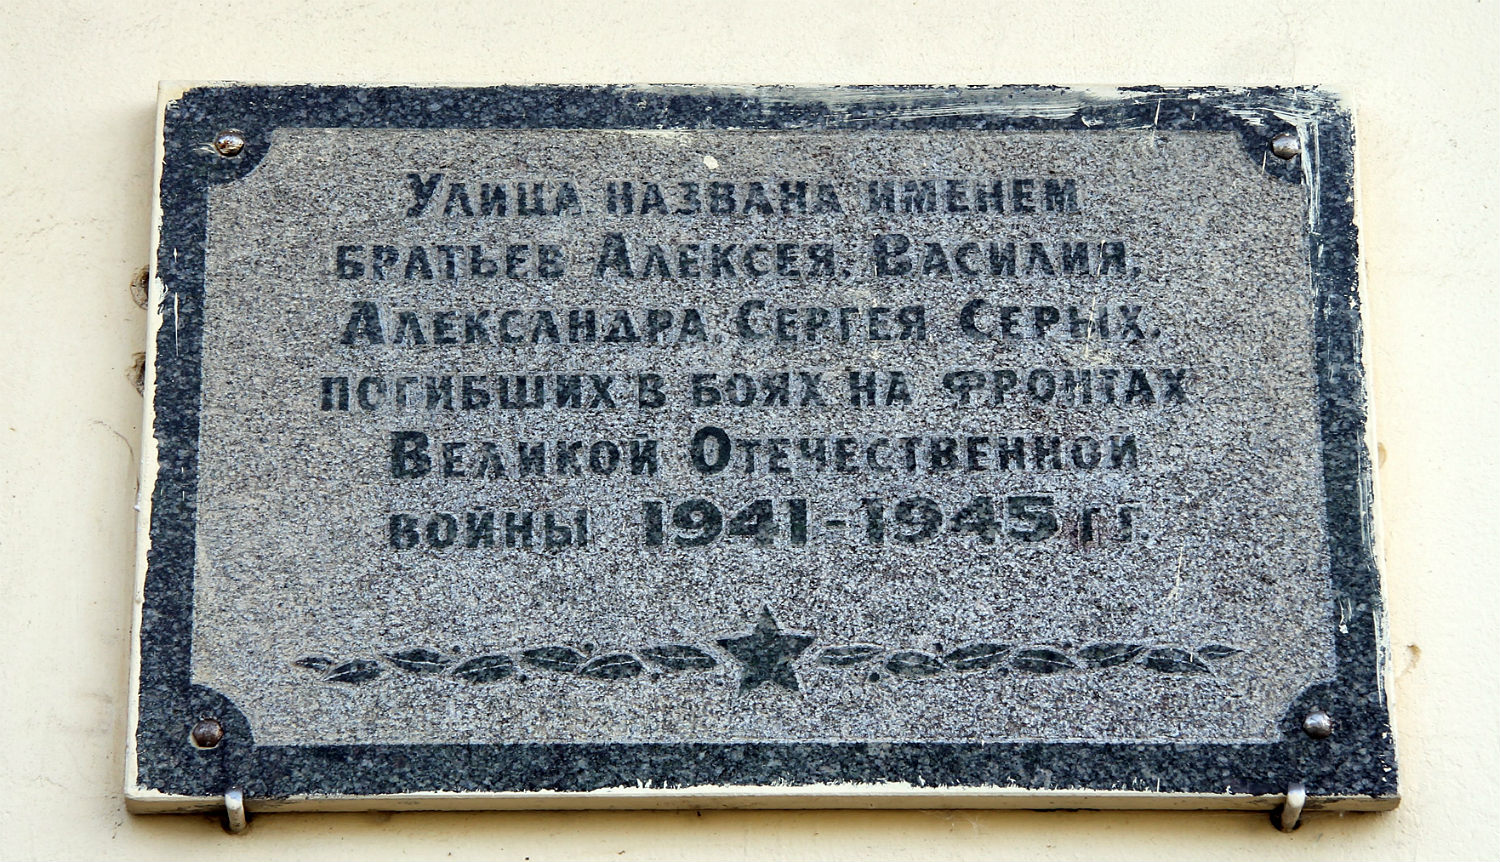 Улица названа именем
братьев Алексея, Василия,
Александра, Сергея Серых,
погибших в боях на фронтах
Великой Отечественной
войны 1941-1945 гг.